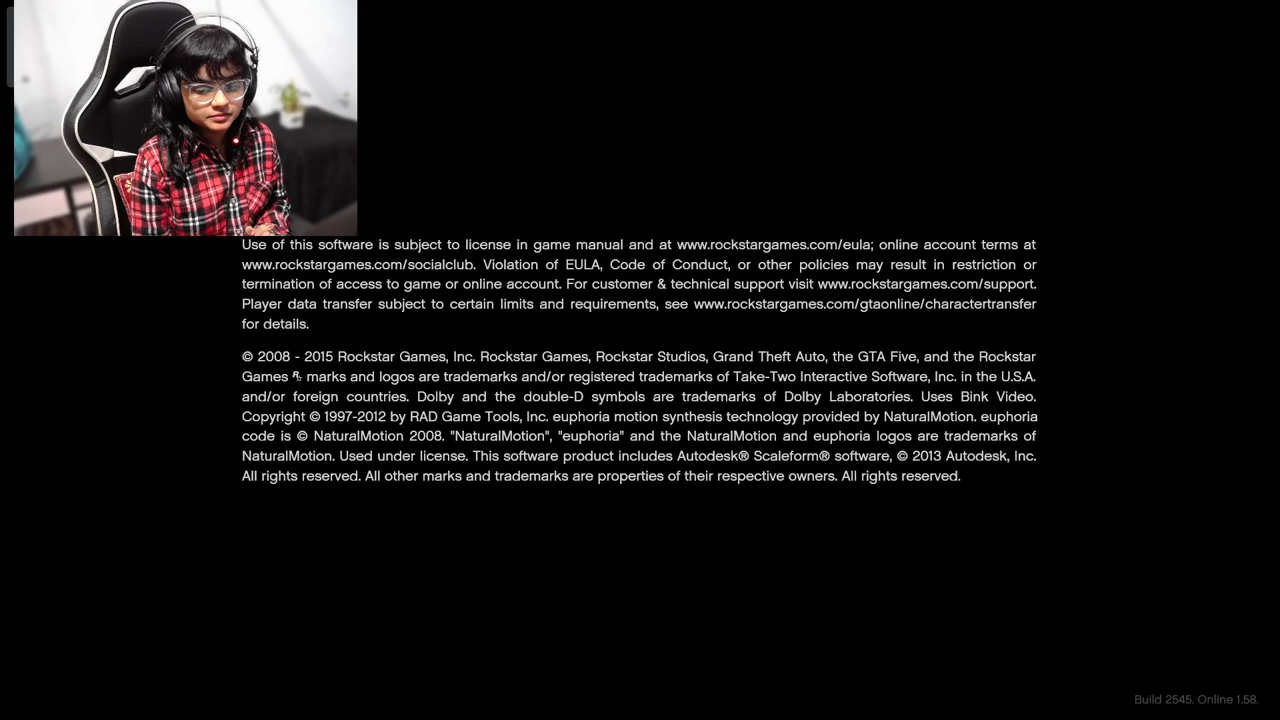 Use of this software is subject to license in game manual and at www.rockstargames.com/eula; online account terms at
www.rockstargames.com/socialclub. Violation of EULA, Code of Conduct, or other policies may result in restriction or
termination of access to game or online account. For customer & technical support visit www.rockstargames.com/support.
Player data transfer subject to certain limits and requirements, see www.rockstargames.com/gtaonline/charactertransfer
for details.
© 2008 - 2015 Rockstar Games, Inc. Rockstar Games, Rockstar Studios, Grand Theft Auto, the GTA Five, and the Rockstar
Games R* marks and logos are trademarks and/or registered trademarks of Take-Two Interactive Software, Inc. in the U.S.A.
and/or foreign countries. Dolby and the double-D symbols are trademarks of Dolby Laboratories. Uses Bink Video.
Copyright © 1997-2012 by RAD Game Tools, Inc. euphoria motion synthesis technology provided by NaturalMotion. euphoria
code is © NaturalMotion 2008. "NaturalMotion", "euphoria" and the NaturalMotion and euphoria logos are trademarks of
NaturalMotion. Used under license. This software product includes Autodesk® Scaleform® software, © 2013 Autodesk, Inc.
All rights reserved. All other marks and trademarks are properties of their respective owners. All rights reserved.
Build 2545. Online 1.58.